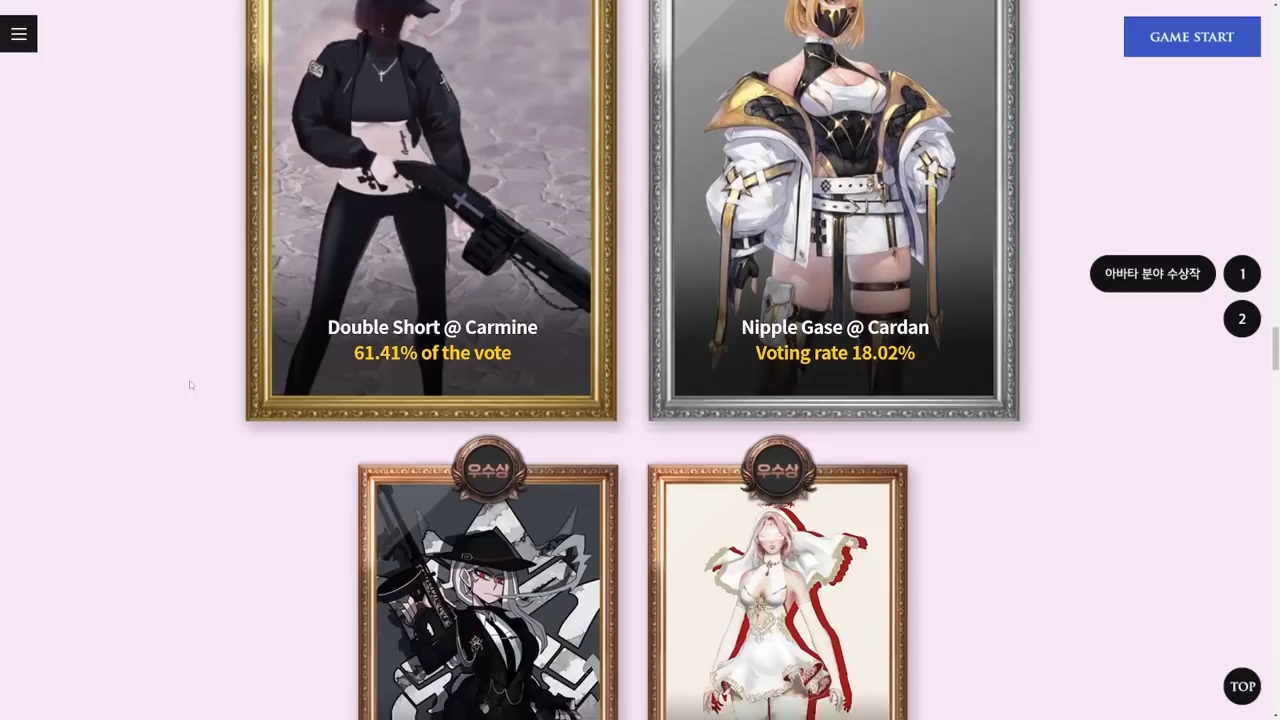 GAME START
아바타 분야 수상작
1
2
Double Short @ Carmine
61.41% of the vote
Nipple Gase @ Cardan
Voting rate 18.02%
우수상
우수상
TOP